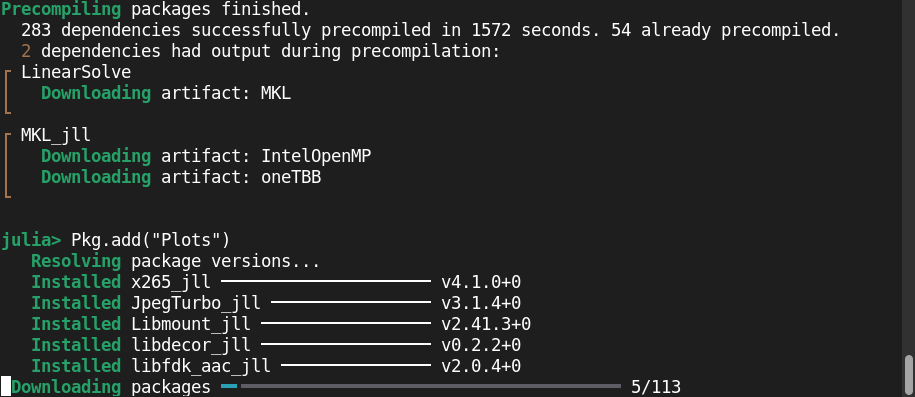 Precompiling packages finished.
283 dependencies successfully precompiled in 1572 seconds. 54 already precompiled.
2 dependencies had output during precompilation:
LinearSolve
Downloading artifact: MKL
MKL_jll
Downloading artifact: IntelOpenMP
Downloading artifact: oneTBB
julia> Pkg.add("Plots")
Resolving package versions...
Installed x265_jll v4.1.0+0
Installed JpegTurbo_jll v3.1.4+0
Installed Libmount_jll v2.41.3+0
Installed libdecor_jll v0.2.2+0
Installed libfdk_aac_jll v2.0.4+0
Downloading packages 5/113